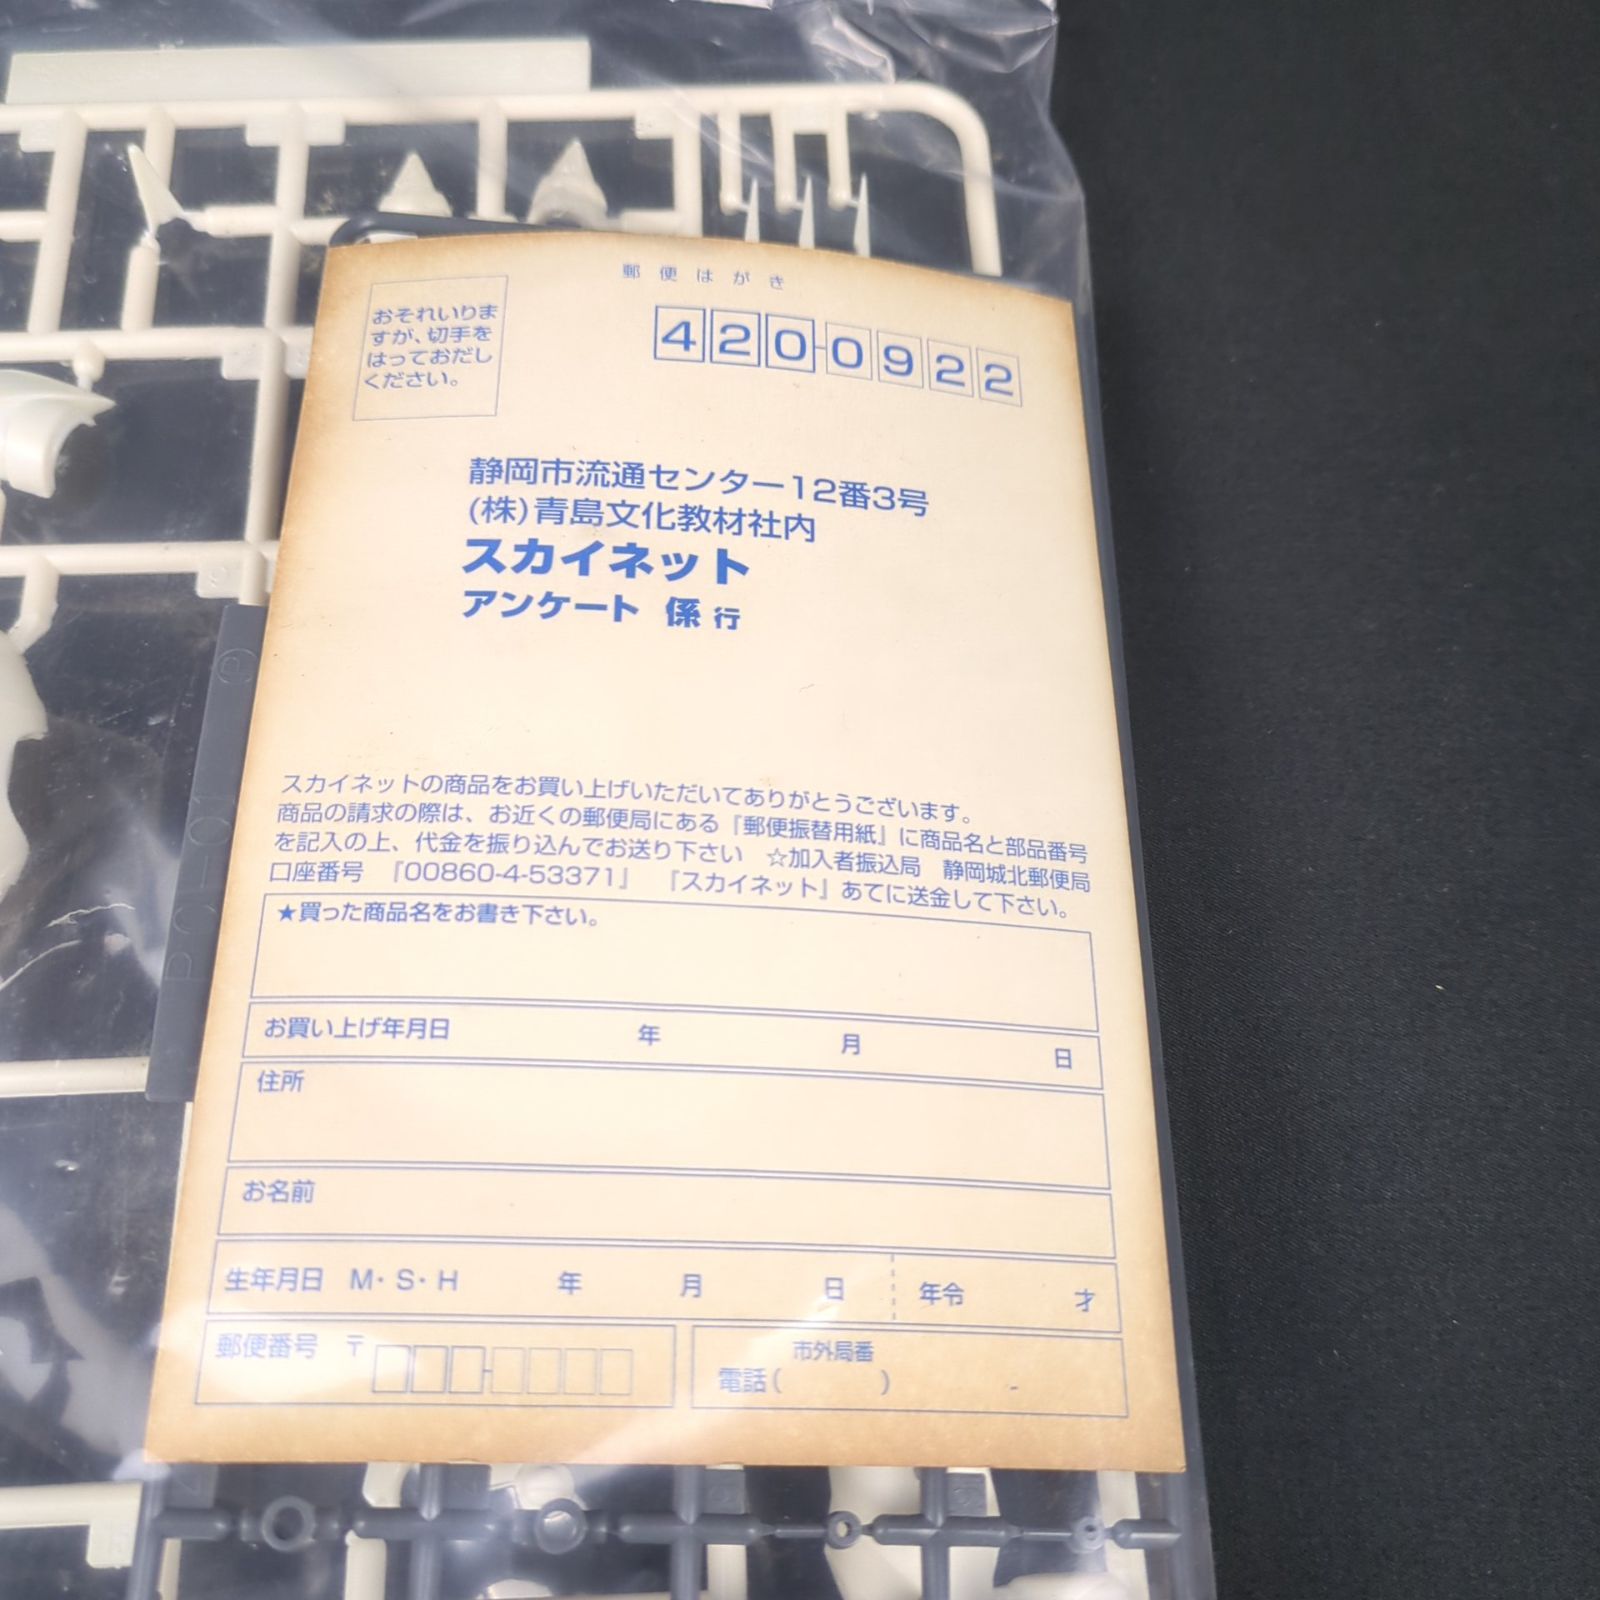 郵便はがき
おそれいりま
すが、切手を
はっておだし
ください。
420-0922
静岡市流通センター12番3号
(株)青島文化教材社内
スカイネット
アンケート 係 行
スカイネットの商品をお買い上げいただいてありがとうございます。
商品の請求の際は、お近くの郵便局にある『郵便振替用紙』に商品名と部品番号
を記入の上、代金を振り込んでお送り下さい ☆加入者振込局 静岡城北郵便局
口座番号 『00860-4-53371』 『スカイネット』あてに送金して下さい。
★買った商品名をお書き下さい。
お買い上げ年月日 年 月 日
住所
お名前
生年月日 M・S・H 年 月 日 年令 才
郵便番号 〒 -
市外局番
電話( ) -
P
PC-01